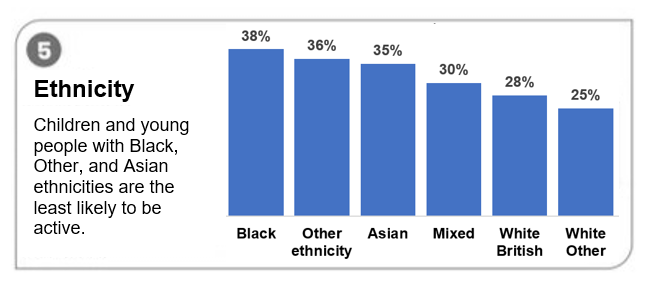 5
Ethnicity
Children and young
people with Black,
Other, and Asian
ethnicities are the
least likely to be
active.
38%
36%
35%
30%
28%
25%
Black
Other
ethnicity
Asian
Mixed
White
British
White
Other